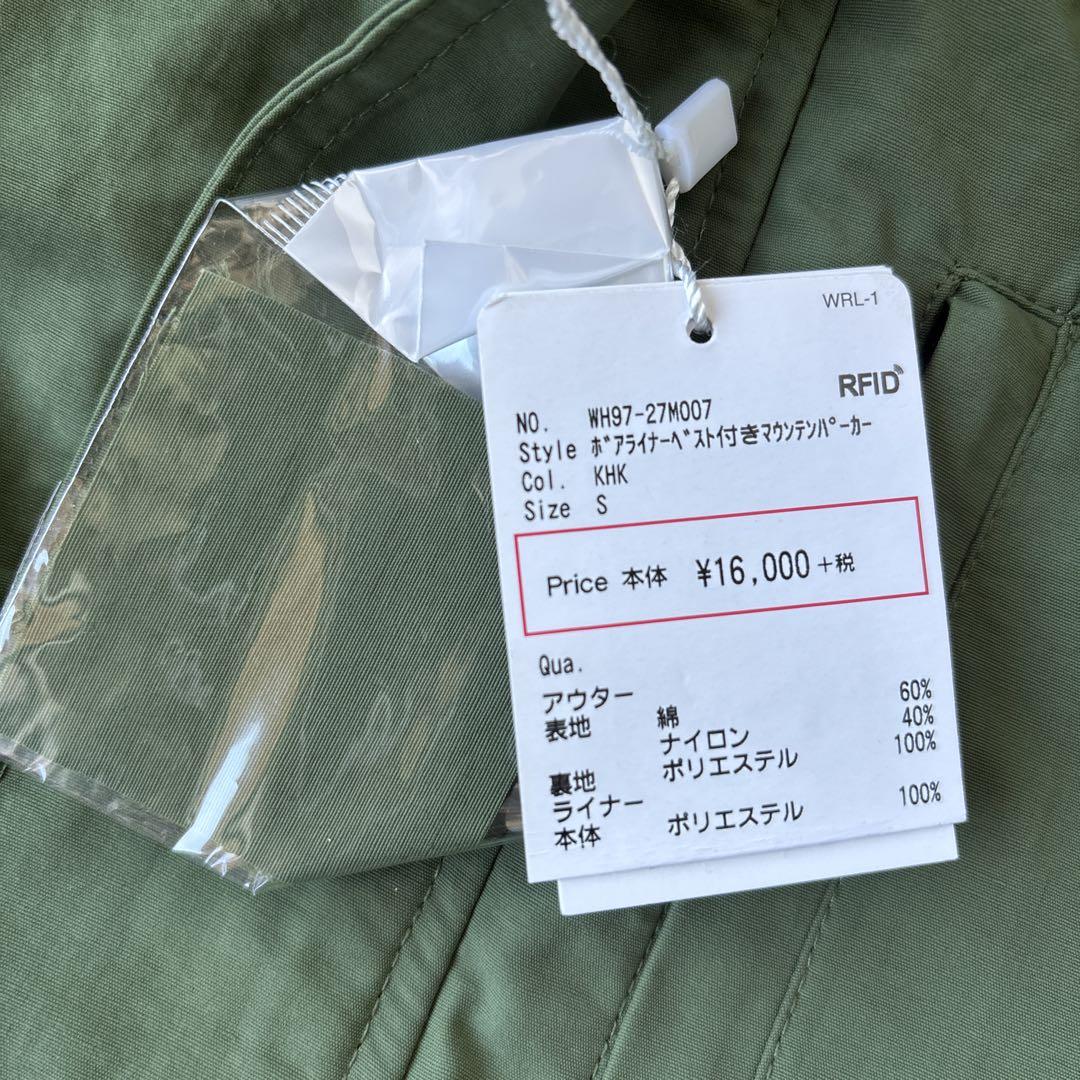 WRL-1
RFID
NO. WH97-27M007
Style ボアライナーベスト付きマウンテンパーカー
Col. KHK
Size S
Price 本体 ¥16,000+税
Qua.
アウター 60%
表地 綿 40%
ナイロン 100%
裏地 ポリエステル
ライナー 100%
本体 ポリエステル